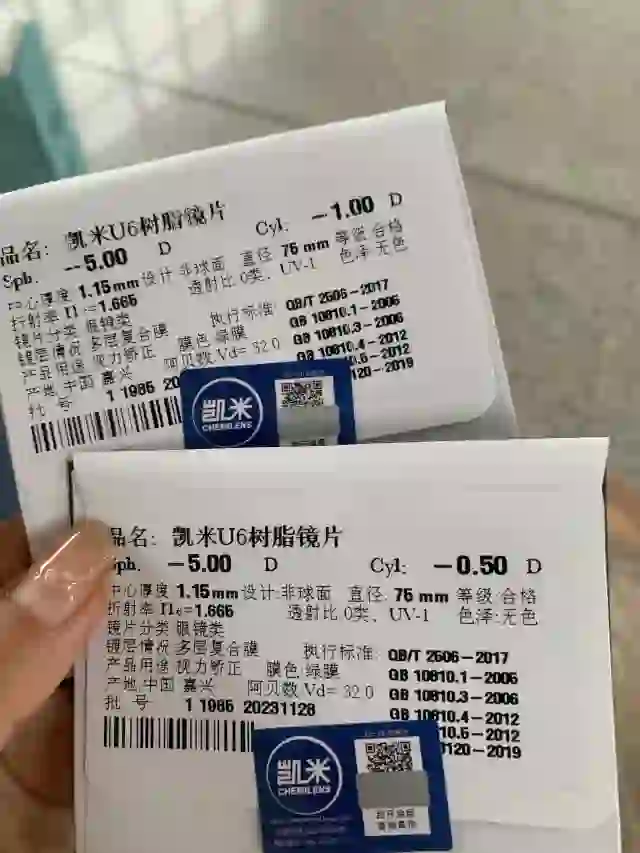 品名: 凯米U6树脂镜片
Sph. -5.00 D Cyl: -1.00 D
中心厚度 1.15mm 设计 非球面 直径 75 mm 等级 合格
折射率 =1.665 透射比 0类、UV-1 色泽 无色
镜片分类 眼镜类
镀层情况 多层复合膜 执行标准: QB/T 2506-2017
产品用途 视力矫正 膜色 绿膜 GB 10810.1-2005
产地 中国 嘉兴 阿贝数 Vd= 32.0 GB 10810.3-2006
批 号 1 1985 GB 10810.4-2012
120-2019
凯米
CHEMILENS
品名: 凯米U6树脂镜片
Sph. -5.00 D Cyl: -0.50 D
中心厚度 1.15mm 设计:非球面 直径: 75 mm 等级:合格
折射率 ne=1.665 透射比 0类、UV-1 色泽:无色
镜片分类 眼镜类
镀层情况 多层复合膜 执行标准: QB/T 2506-2017
产品用途 视力矫正 膜色 绿膜 GB 10810.1-2005
产地 中国 嘉兴 阿贝数 Vd= 32.0 GB 10810.3-2006
批 号 1 1985 20231128 GB 10810.4-2012
10.5-2012
120-2019
凯米
CHEMILENS